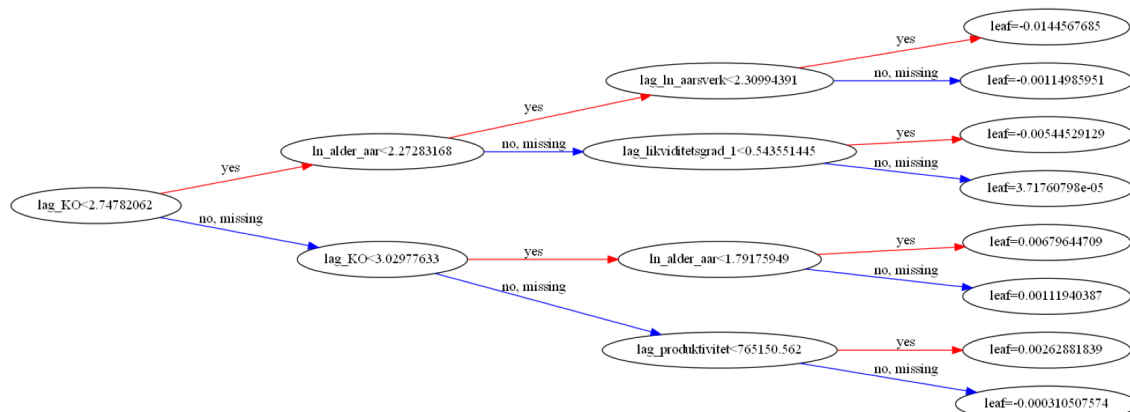 leaf=-0.0144567685
yes
lag_ln_aarsverk<2.30994391
no, missing
leaf=-0.00114985951
yes
ln_alder_aar<2.27283168
yes
leaf=-0.00544529129
no, missing
lag_likviditetsgrad_1<0.543551445
no, missing
leaf=3.71760798e-05
yes
lag_KO<2.74782062
no, missing
yes
leaf=0.00679644709
lag_KO<3.02977633
yes
ln_alder_aar<1.79175949
no, missing
leaf=0.00111940387
no, missing
yes
leaf=0.00262881839
lag_produktivitet<765150.562
no, missing
leaf=-0.000310507574